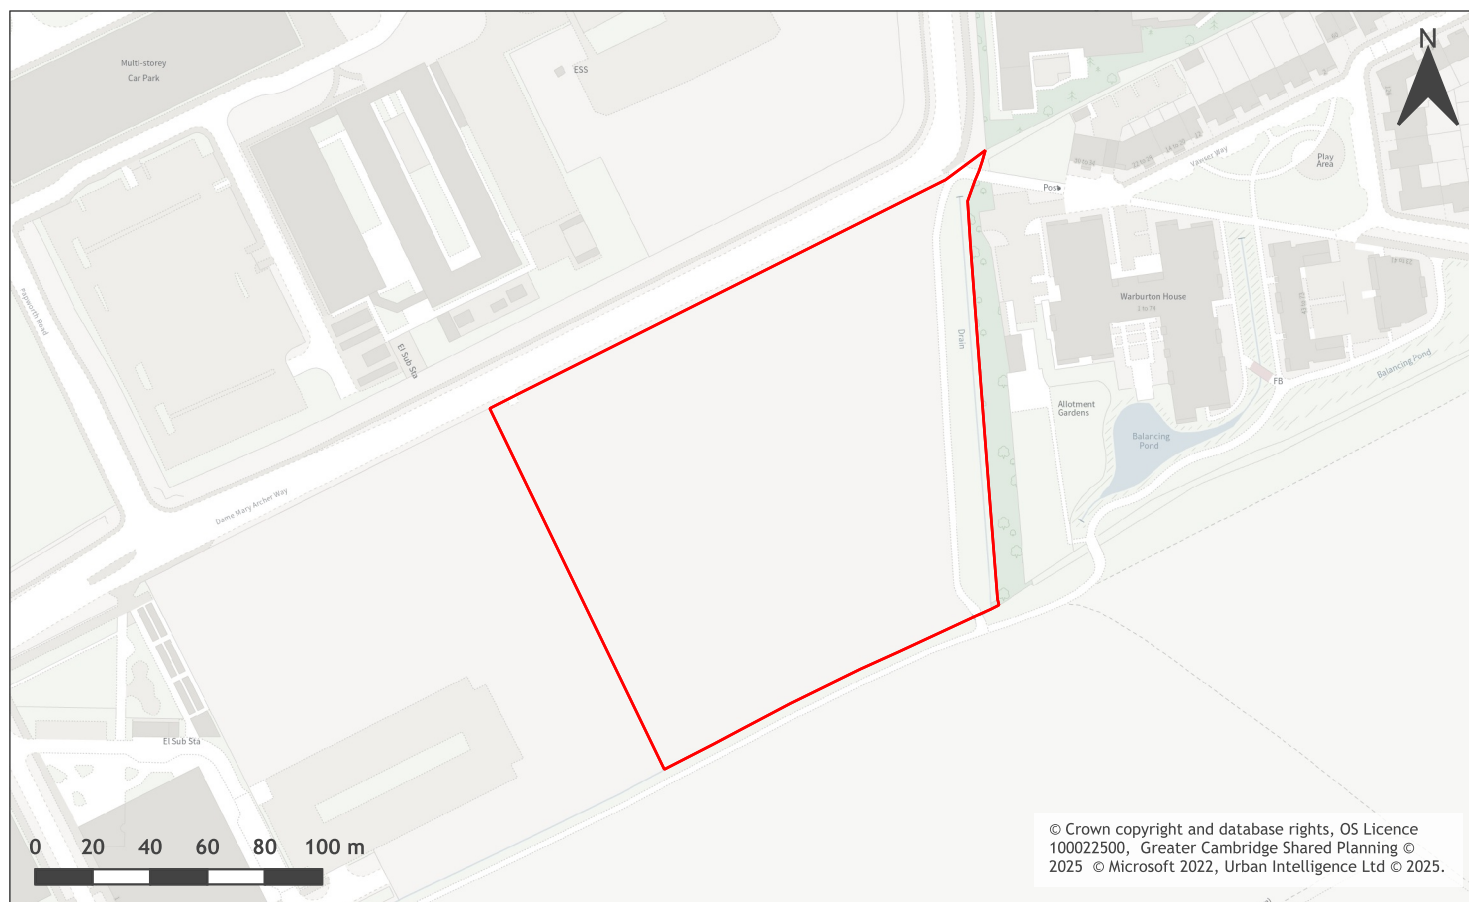 N
Multi-storey
Car Park
ESS
Play
Area
Vawser Way
Post
Papworth Road
Warburton House
El Sub Sta
Drain
FB
Balancing Pond
Allotment
Gardens
Balancing
Pond
Dame Mary Archer Way
El Sub Sta
0 20 40 60 80 100 m
© Crown copyright and database rights, OS Licence
100022500, Greater Cambridge Shared Planning ©
2025 © Microsoft 2022, Urban Intelligence Ltd © 2025.